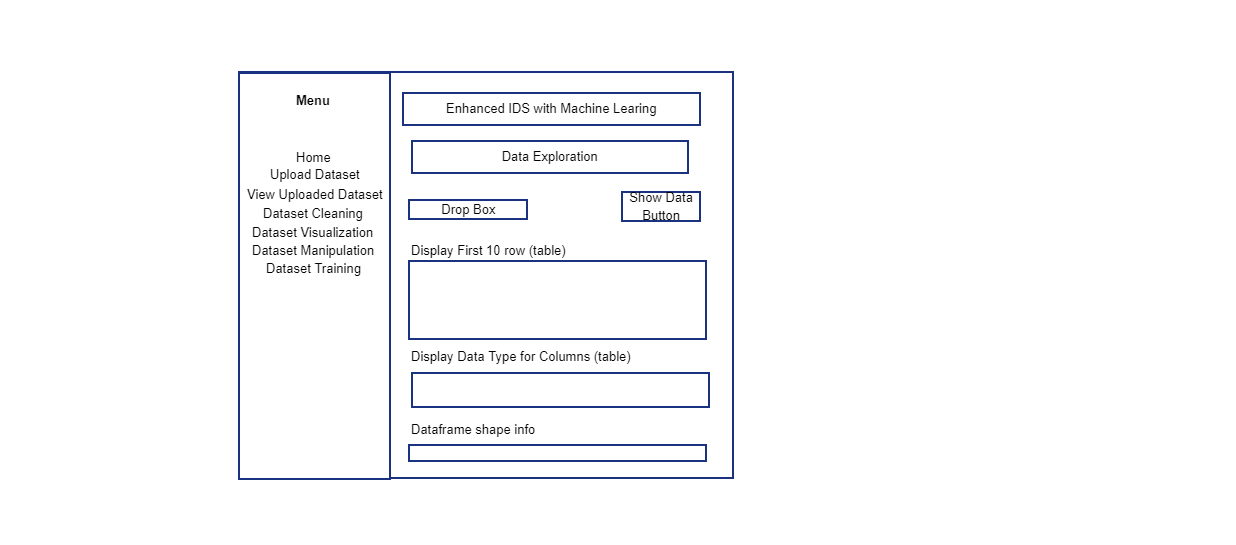 Menu
Home
Upload Dataset
View Uploaded Dataset
Dataset Cleaning
Dataset Visualization
Dataset Manipulation
Dataset Training
Enhanced IDS with Machine Learing
Data Exploration
Drop Box
Show Data
Button
Display First 10 row (table)
Display Data Type for Columns (table)
Dataframe shape info